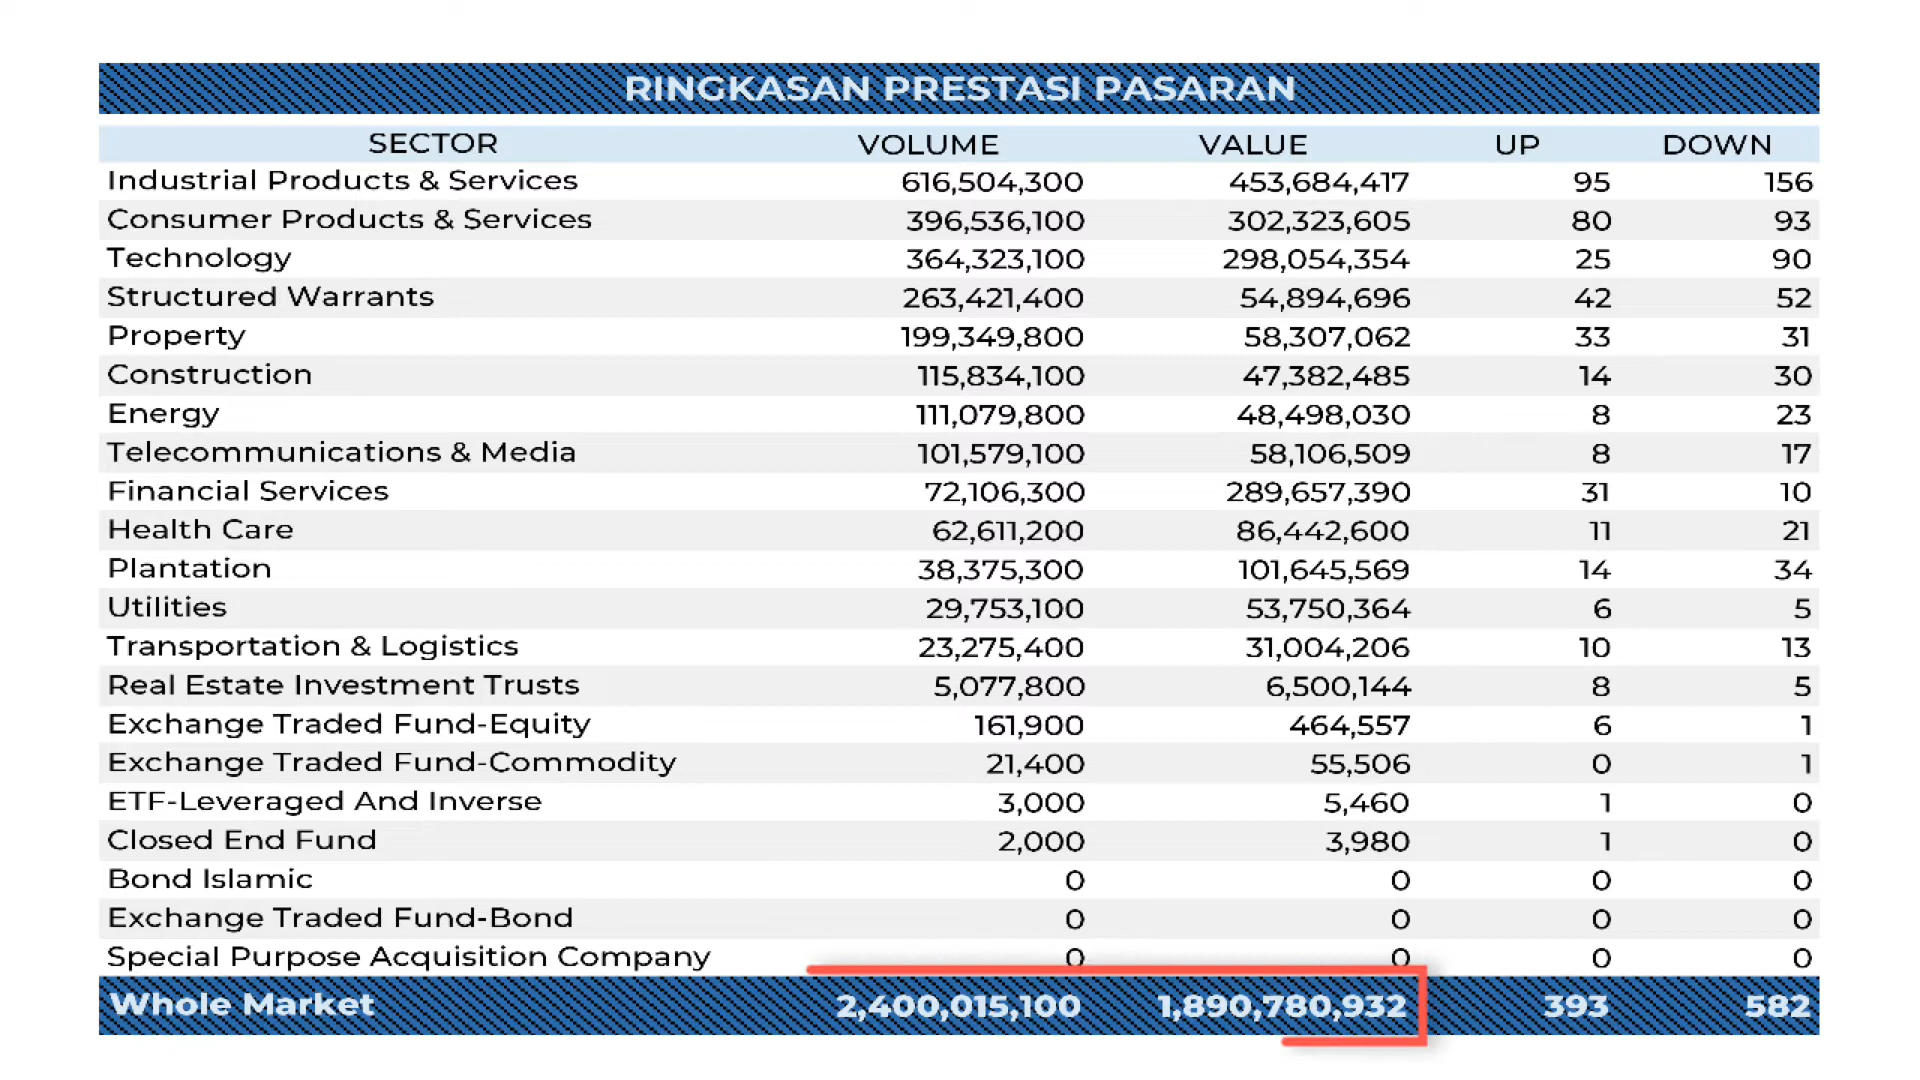 RINGKASAN PRESTASI PASARAN
SECTOR VOLUME VALUE UP DOWN
Industrial Products & Services 616,504,300 453,684,417 95 156
Consumer Products & Services 396,536,100 302,323,605 80 93
Technology 364,323,100 298,054,354 25 90
Structured Warrants 263,421,400 54,894,696 42 52
Property 199,349,800 58,307,062 33 31
Construction 115,834,100 47,382,485 14 30
Energy 111,079,800 48,498,030 8 23
Telecommunications & Media 101,579,100 58,106,509 8 17
Financial Services 72,106,300 289,657,390 31 10
Health Care 62,611,200 86,442,600 11 21
Plantation 38,375,300 101,645,569 14 34
Utilities 29,753,100 53,750,364 6 5
Transportation & Logistics 23,275,400 31,004,206 10 13
Real Estate Investment Trusts 5,077,800 6,500,144 8 5
Exchange Traded Fund-Equity 161,900 464,557 6 1
Exchange Traded Fund-Commodity 21,400 55,506 0 1
ETF-Leveraged And Inverse 3,000 5,460 1 0
Closed End Fund 2,000 3,980 1 0
Bond Islamic 0 0 0 0
Exchange Traded Fund-Bond 0 0 0 0
Special Purpose Acquisition Company 0 0 0 0
Whole Market 2,400,015,100 1,890,780,932 393 582